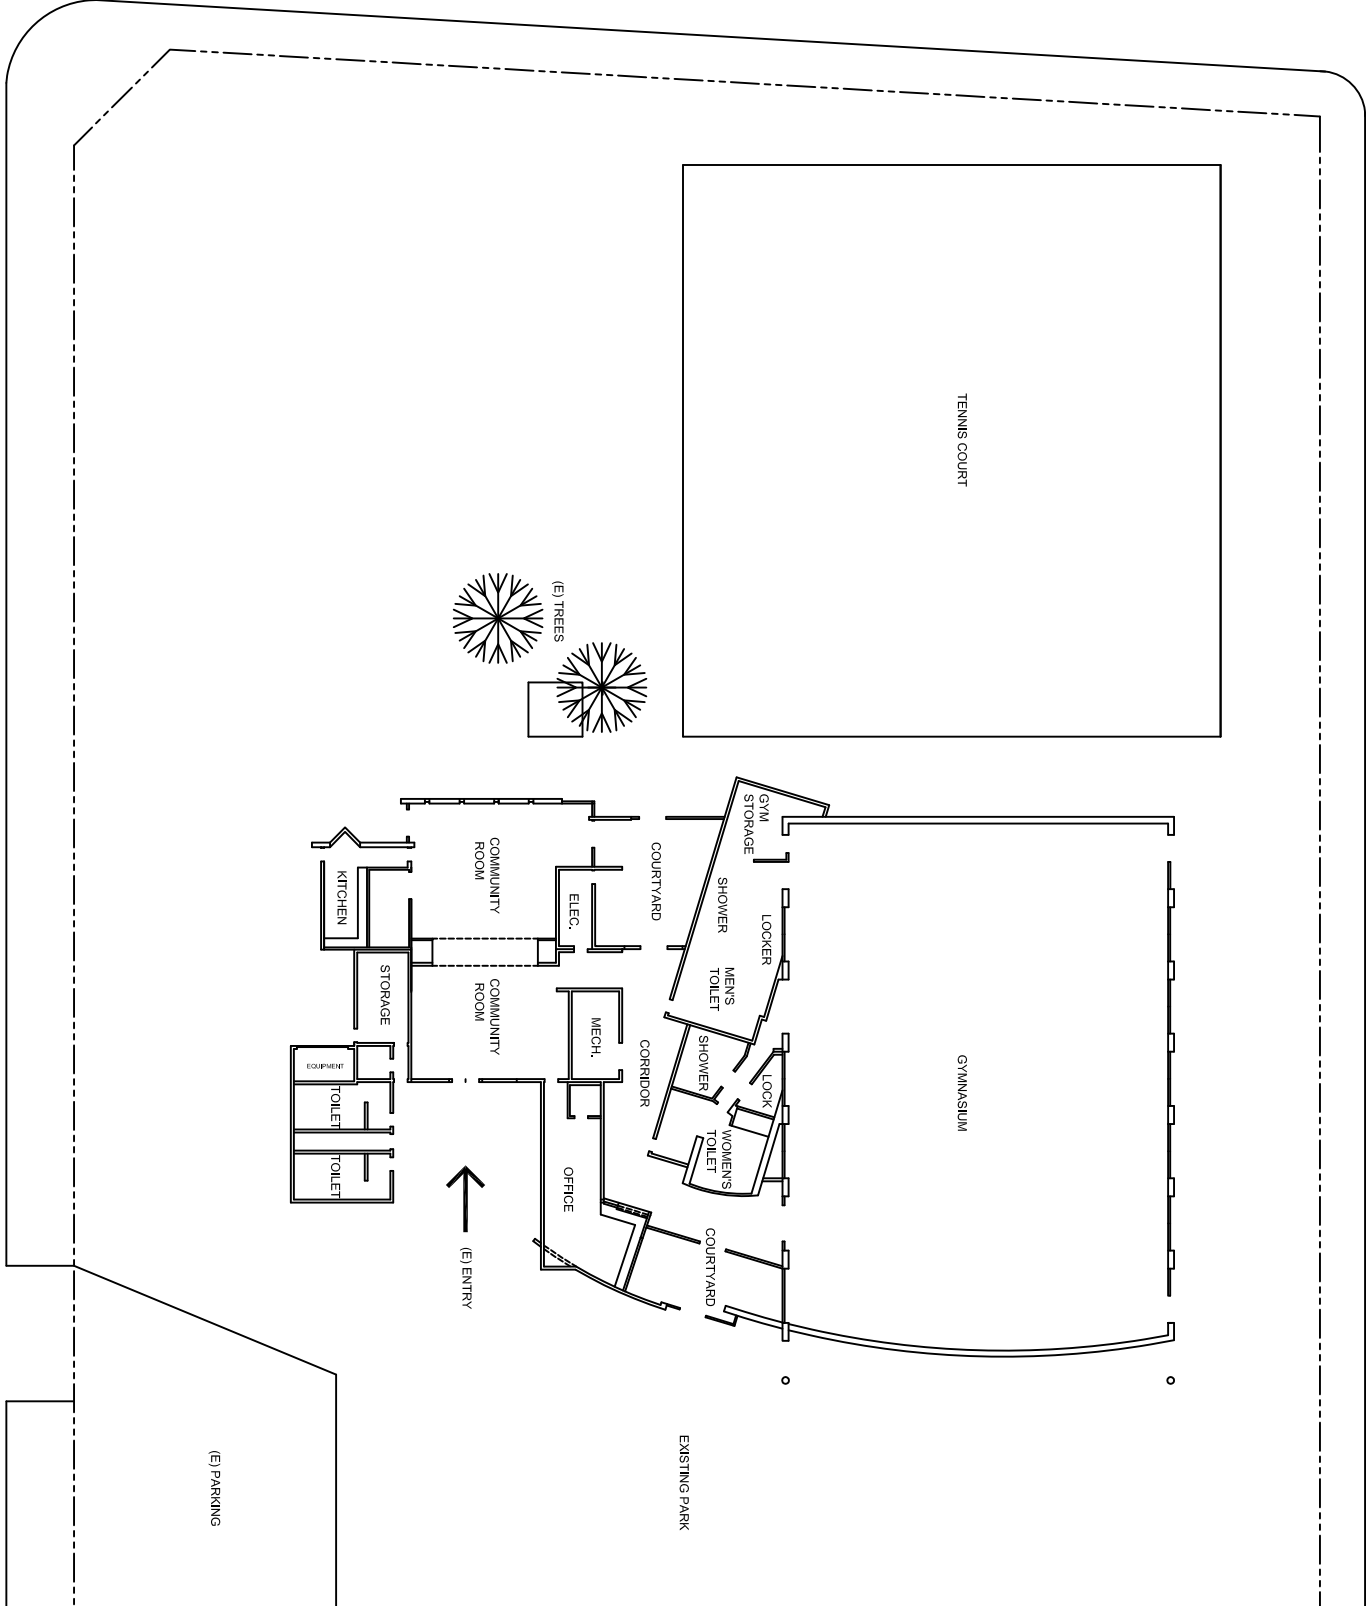 TENNIS COURT
(E) TREES
GYM
STORAGE
COMMUNITY
ROOM
COURTYARD
KITCHEN
SHOWER
ELEC.
LOCKER
STORAGE
COMMUNITY
ROOM
MEN'S
TOILET
MECH.
CORRIDOR
SHOWER
LOCK
GYMNASIUM
EQUIPMENT
TOILET
WOMEN'S
TOILET
TOILET
OFFICE
(E) ENTRY
COURTYARD
EXISTING PARK
(E) PARKING